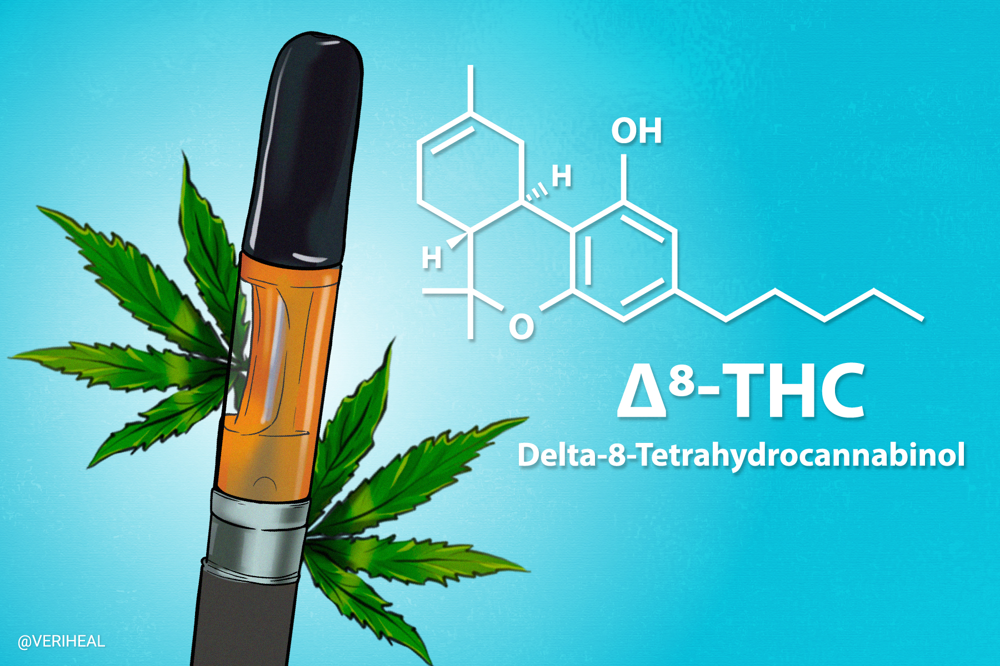 OH
H
H
O
Δ⁸-THC
Delta-8-Tetrahydrocannabinol
@VERIHEAL